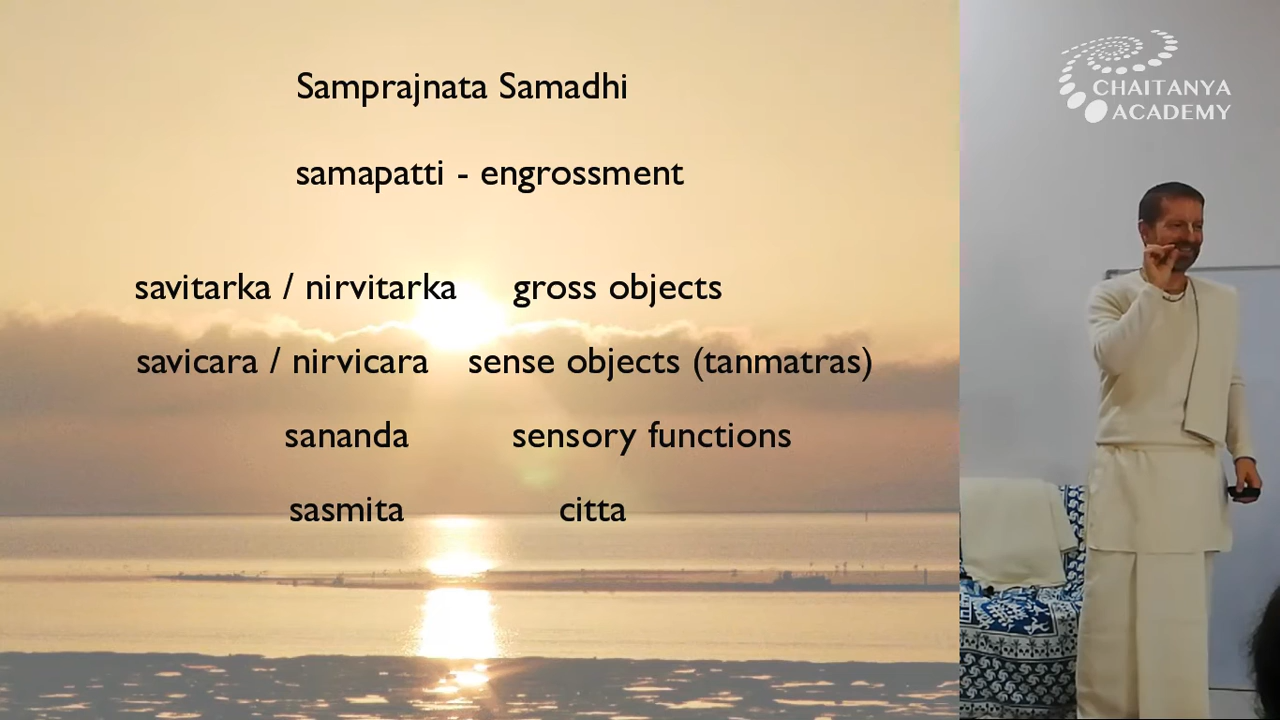 Samprajnata Samadhi
samapatti - engrossment
savitarka / nirvitarka gross objects
savicara / nirvicara sense objects (tanmatras)
sananda sensory functions
sasmita citta
CHAITANYA
ACADEMY